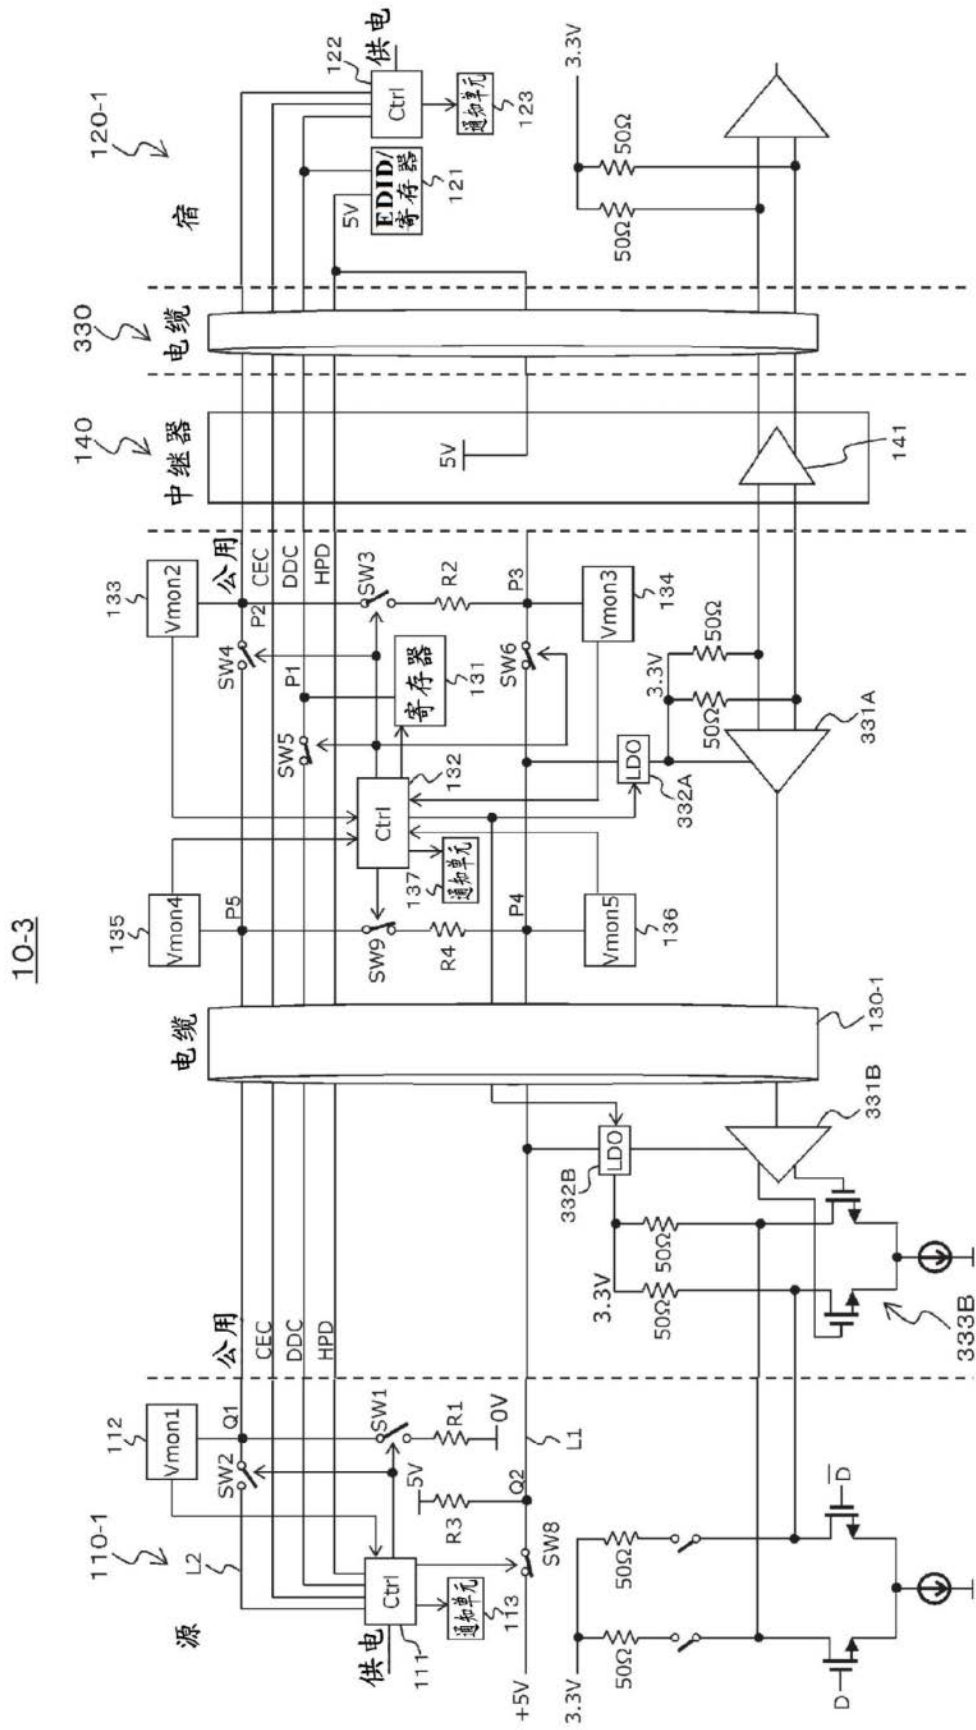 10-3
110-1
源
L2
112
Vmon1
Q1
SW2
SW1
R1
0V
5V
R3
Q2
SW8
L1
供电
Ctrl
111
通知单元
113
+5V
3.3V
50Ω
50Ω
D
D
公用
CEC
DDC
HPD
电缆
332B
LDO
3.3V
50Ω
50Ω
331B
333B
130-1
135
Vmon4
P5
SW9
R4
P4
Vmon5
136
Ctrl
132
137
通知单元
SW5
P1
寄存器
131
SW4
P2
133
Vmon2
公用
CEC
DDC
HPD
SW3
R2
P3
SW6
Vmon3
134
LDO
332A
3.3V
50Ω
50Ω
331A
140
中继器
5V
141
330
电缆
120-1
宿
5V
EDID/
寄存器
121
122
供电
Ctrl
通知单元
123
3.3V
50Ω
50Ω